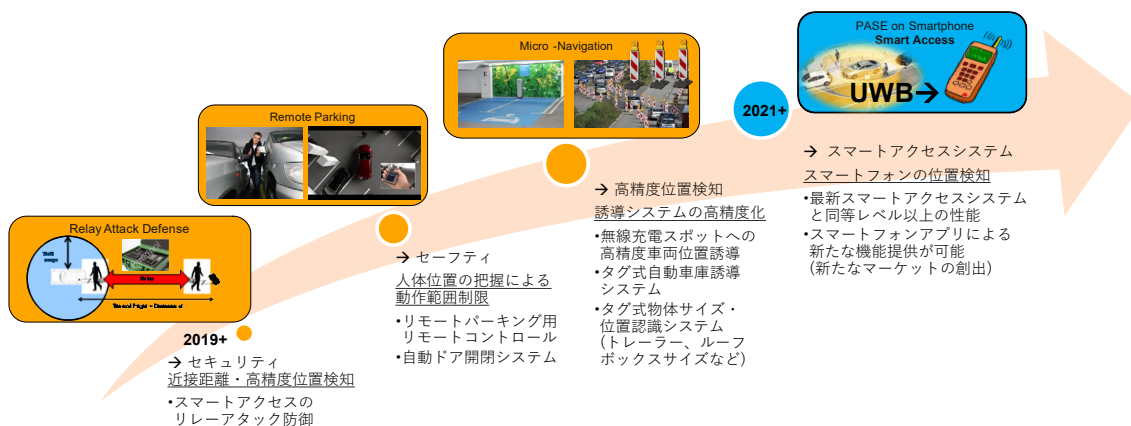 PASE on Smartphone
Smart Access
UWB→
Micro -Navigation
2021+
Remote Parking
→ スマートアクセスシステム
スマートフォンの位置検知
•最新スマートアクセスシステム
と同等レベル以上の性能
•スマートフォンアプリによる
新たな機能提供が可能
(新たなマーケットの創出)
→ 高精度位置検知
誘導システムの高精度化
•無線充電スポットへの
高精度車両位置誘導
•タグ式自動車庫誘導
システム
•タグ式物体サイズ・
位置認識システム
(トレーラー、ルーフ
ボックスサイズなど)
Relay Attack Defense
→ セーフティ
人体位置の把握による
動作範囲制限
•リモートパーキング用
リモートコントロール
•自動ドア開閉システム
2019+
→ セキュリティ
近接距離・高精度位置検知
•スマートアクセスの
リレーアタック防御